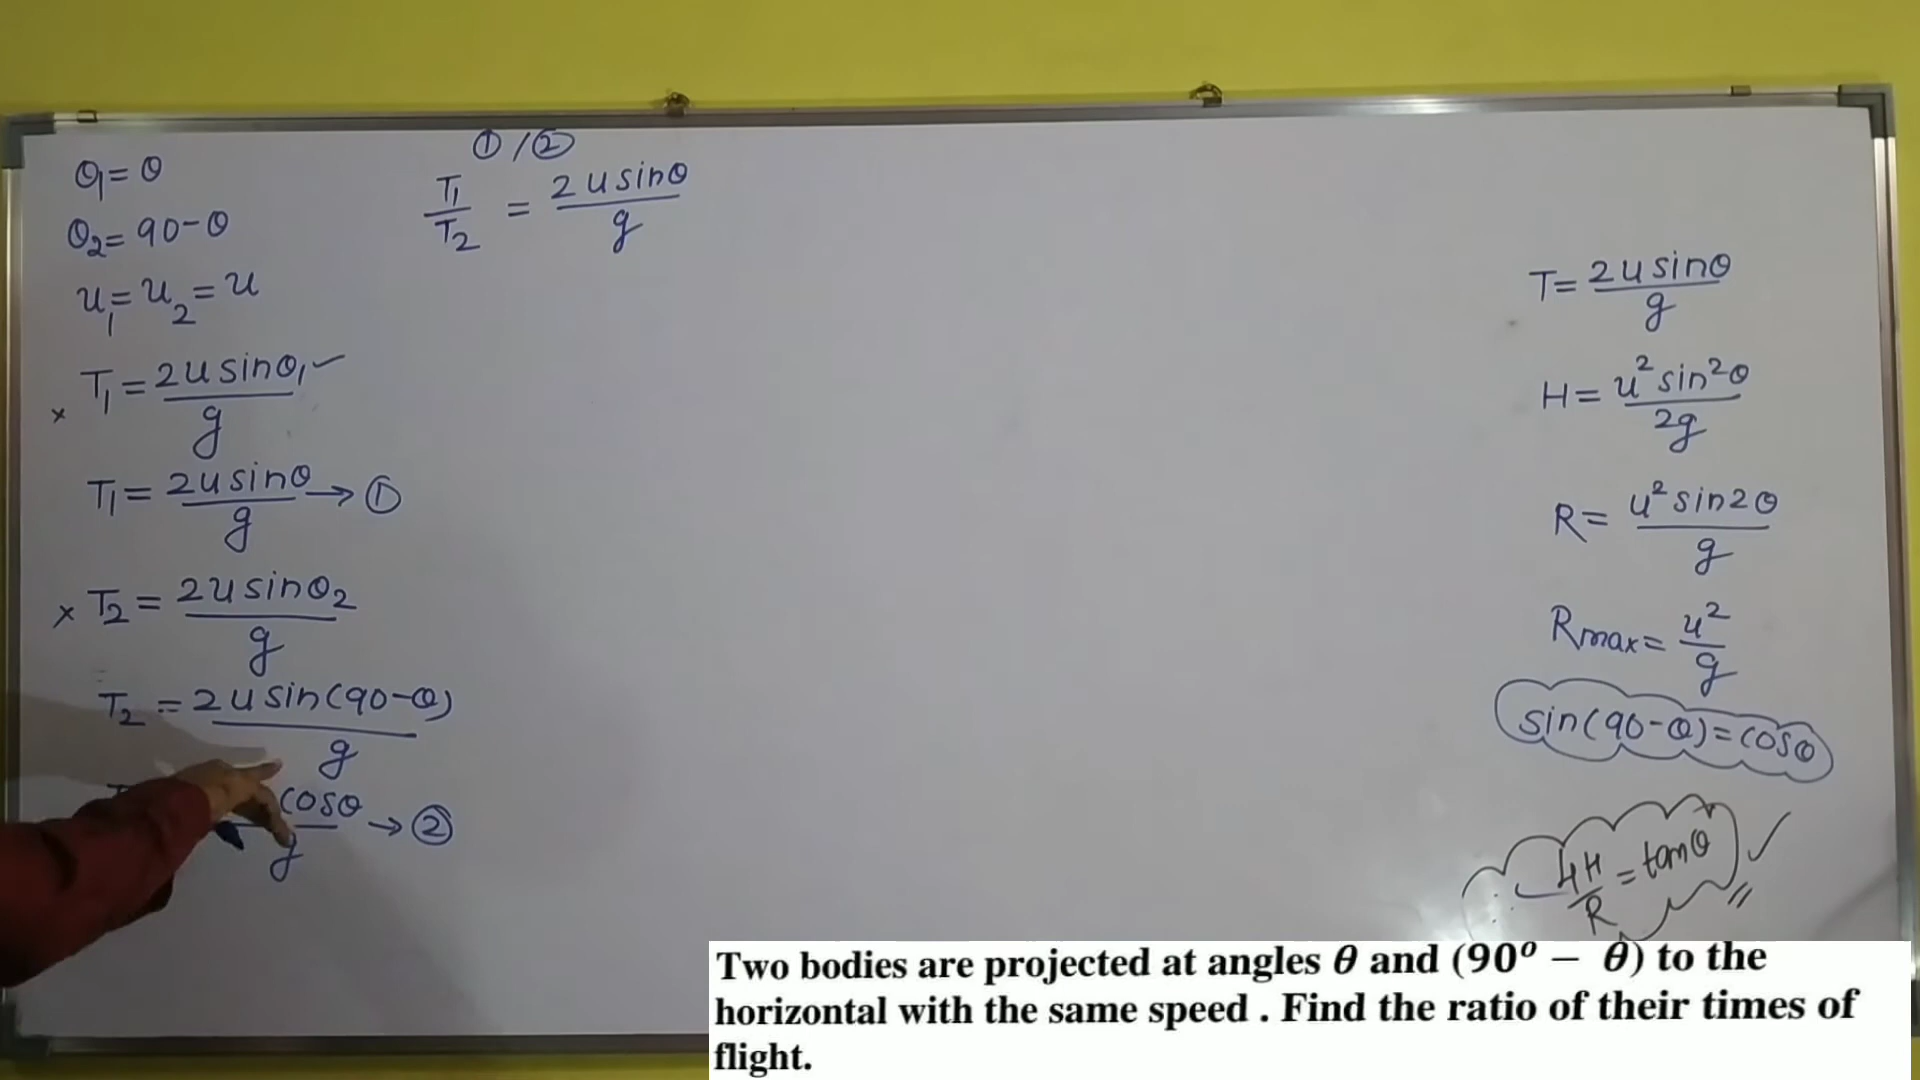 θ₁ = θ
θ₂ = 90-θ
u₁ = u₂ = u
T₁ = 2u sinθ₁ ✓
g
×
T₁ = 2u sinθ → ①
g
× T₂ = 2u sinθ₂
g
T₂ = 2u sin(90-θ)
g
cosθ → ②
g
① / ②
T₁/T₂ = 2u sinθ
g
T = 2u sinθ
g
H = u² sin²θ
2g
R = u² sin2θ
g
Rmax = u²
g
sin(90-θ) = cosθ
4H/R = tanθ ✓
Two bodies are projected at angles θ and (90° − θ) to the
horizontal with the same speed . Find the ratio of their times of
flight.